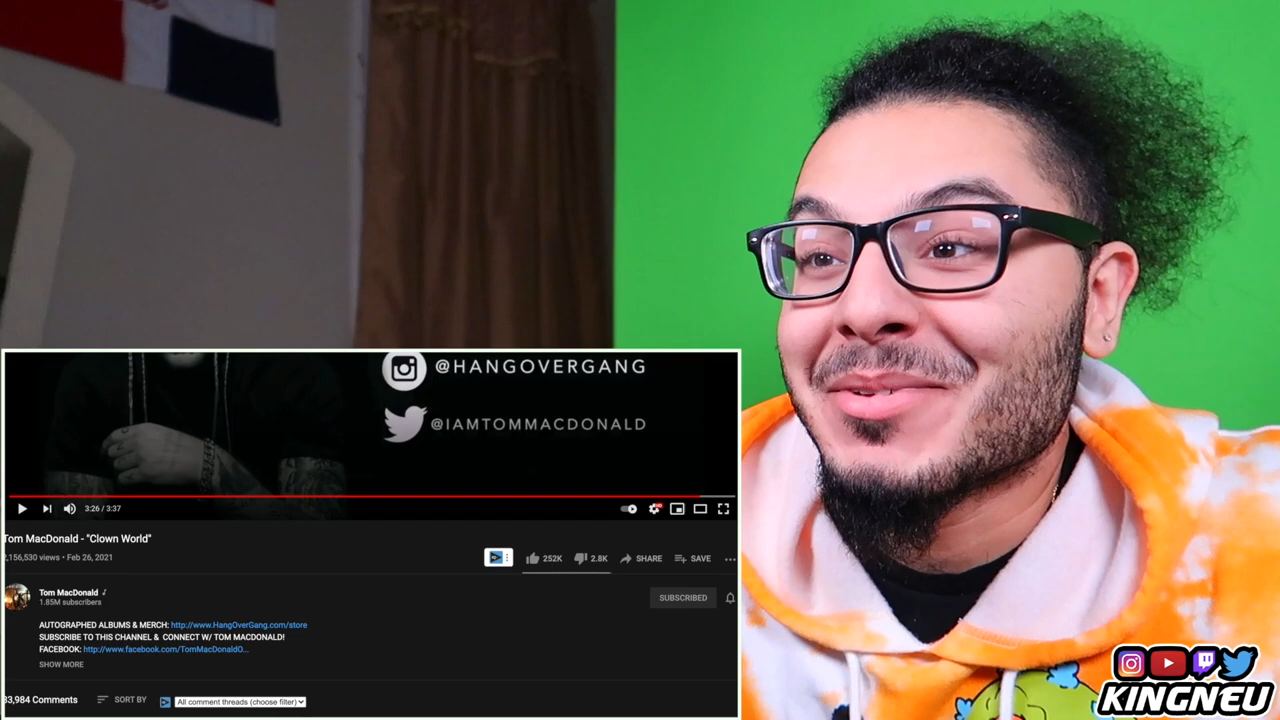 @HANGOVERGANG
@IAMTOMMACDONALD
3:26 / 3:37
Tom MacDonald - "Clown World"
2,156,530 views • Feb 26, 2021
252K
2.8K
SHARE
SAVE
Tom MacDonald
1.85M subscribers
SUBSCRIBED
AUTOGRAPHED ALBUMS & MERCH: http://www.HangOverGang.com/store
SUBSCRIBE TO THIS CHANNEL & CONNECT W/ TOM MACDONALD!
FACEBOOK: http://www.facebook.com/TomMacDonaldO...
SHOW MORE
33,984 Comments
SORT BY
All comment threads (choose filter)
KINGNEU